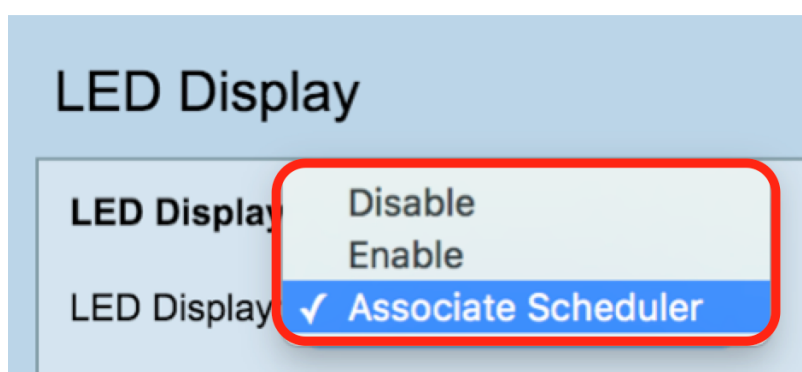 LED Display
LED Display
Disable
Enable
LED Display
✓ Associate Scheduler